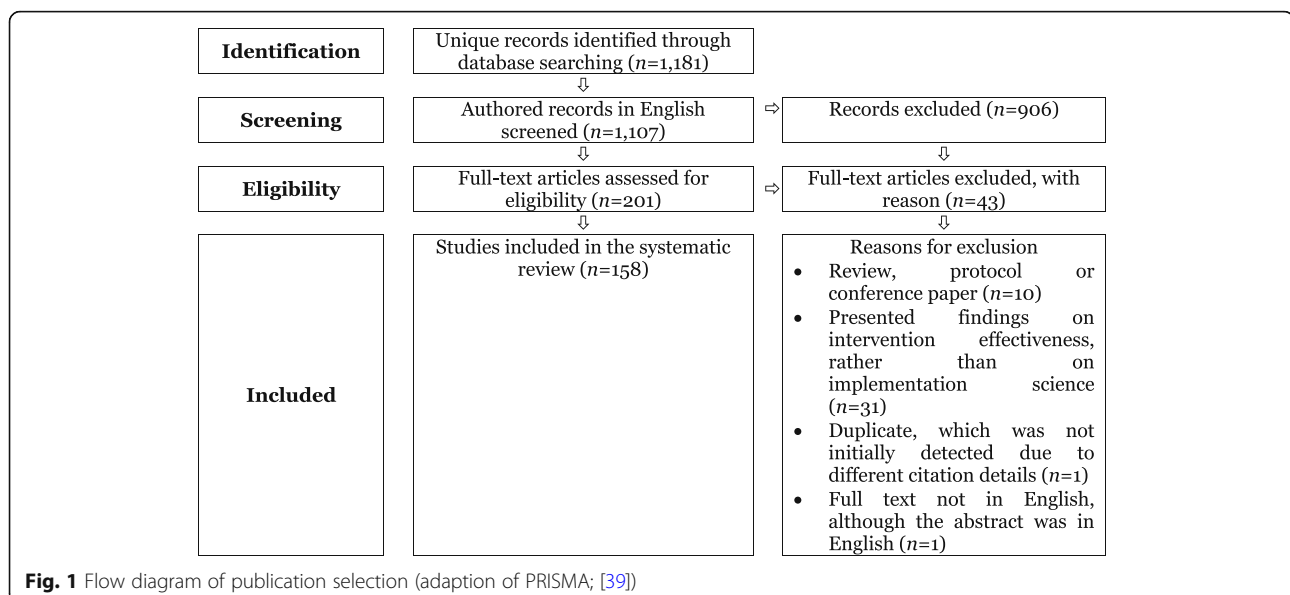 Identification
Unique records identified through
database searching (n=1,181)
⇩
Screening
Authored records in English
screened (n=1,107)
⇨
Records excluded (n=906)
⇩
⇩
Eligibility
Full-text articles assessed for
eligibility (n=201)
⇨
Full-text articles excluded, with
reason (n=43)
⇩
⇩
Included
Studies included in the systematic
review (n=158)
Reasons for exclusion
• Review, protocol or
conference paper (n=10)
• Presented findings on
intervention effectiveness,
rather than on
implementation science
(n=31)
• Duplicate, which was not
initially detected due to
different citation details (n=1)
• Full text not in English,
although the abstract was in
English (n=1)
Fig. 1 Flow diagram of publication selection (adaption of PRISMA; [39])